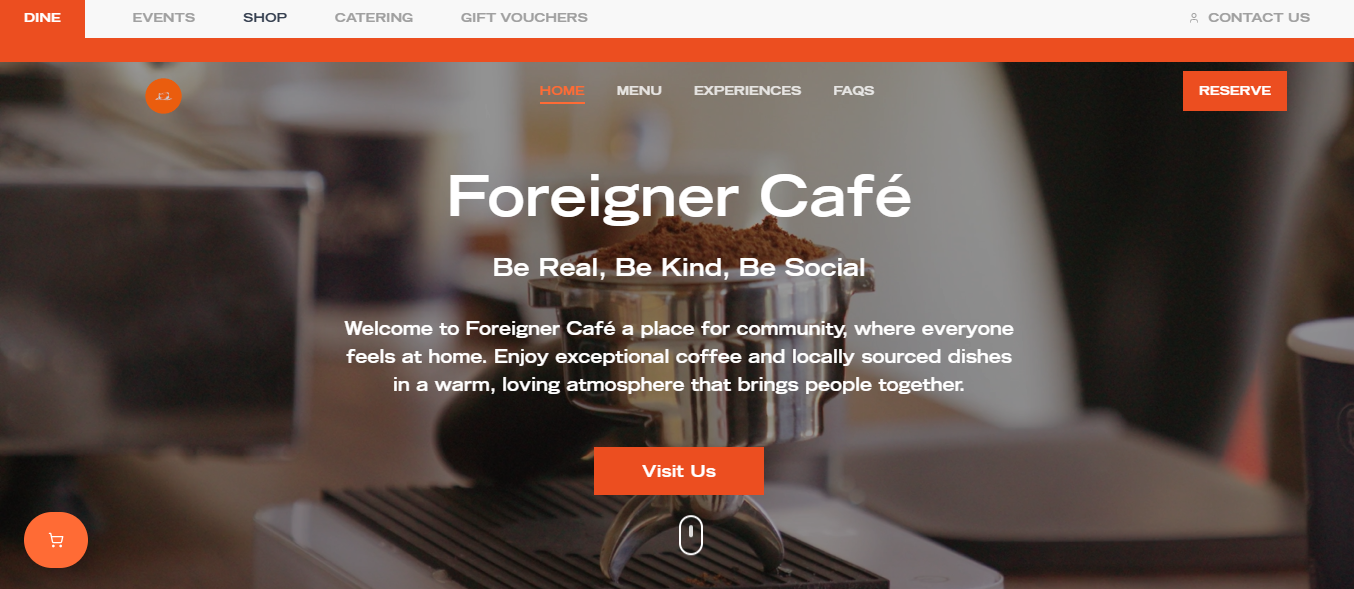 DINE EVENTS SHOP CATERING GIFT VOUCHERS CONTACT US
HOME MENU EXPERIENCES FAQS RESERVE
Foreigner Café
Be Real, Be Kind, Be Social
Welcome to Foreigner Café a place for community, where everyone
feels at home. Enjoy exceptional coffee and locally sourced dishes
in a warm, loving atmosphere that brings people together.
Visit Us